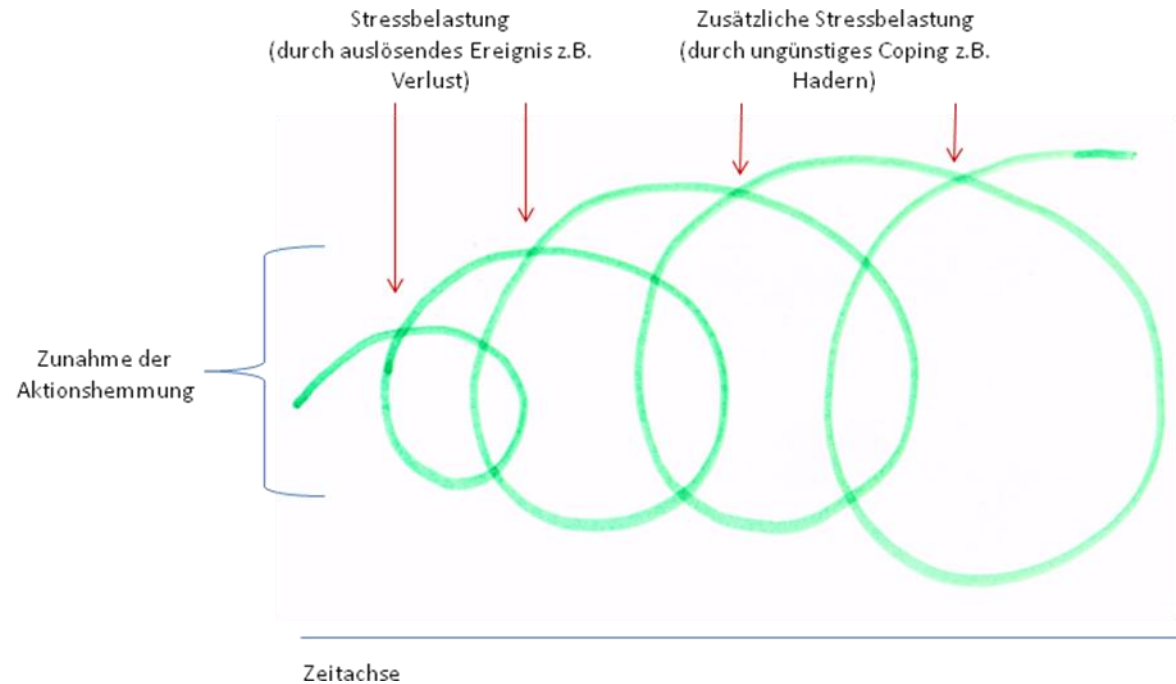 Stressbelastung
(durch auslösendes Ereignis z.B.
Verlust)
Zusätzliche Stressbelastung
(durch ungünstiges Coping z.B.
Hadern)
Zunahme der
Aktionshemmung
Zeitachse